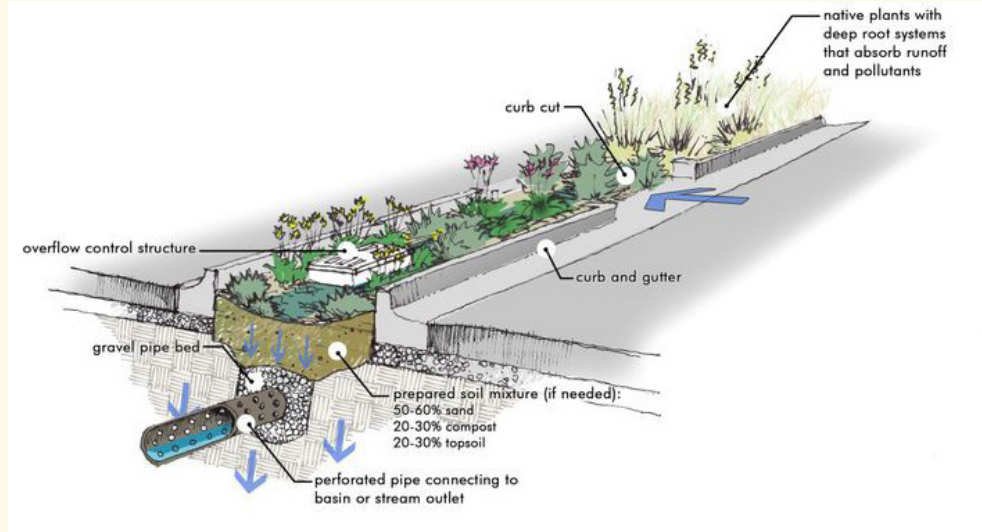 native plants with
deep root systems
that absorb runoff
and pollutants
curb cut
overflow control structure
curb and gutter
gravel pipe bed
prepared soil mixture (if needed):
50-60% sand
20-30% compost
20-30% topsoil
perforated pipe connecting to
basin or stream outlet